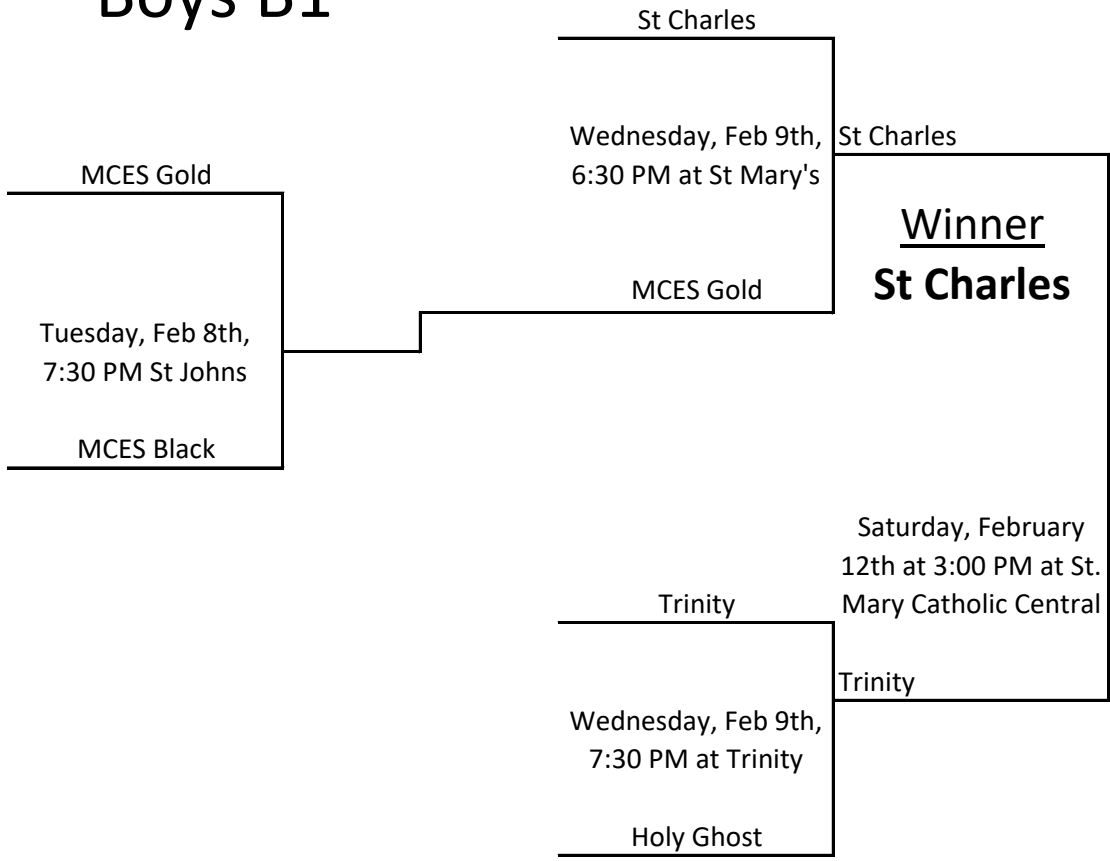 Boys B1
St Charles
Wednesday, Feb 9th,
6:30 PM at St Mary's
St Charles
MCES Gold
Winner
St Charles
MCES Gold
Tuesday, Feb 8th,
7:30 PM St Johns
MCES Black
Saturday, February
12th at 3:00 PM at St.
Mary Catholic Central
Trinity
Trinity
Wednesday, Feb 9th,
7:30 PM at Trinity
Holy Ghost